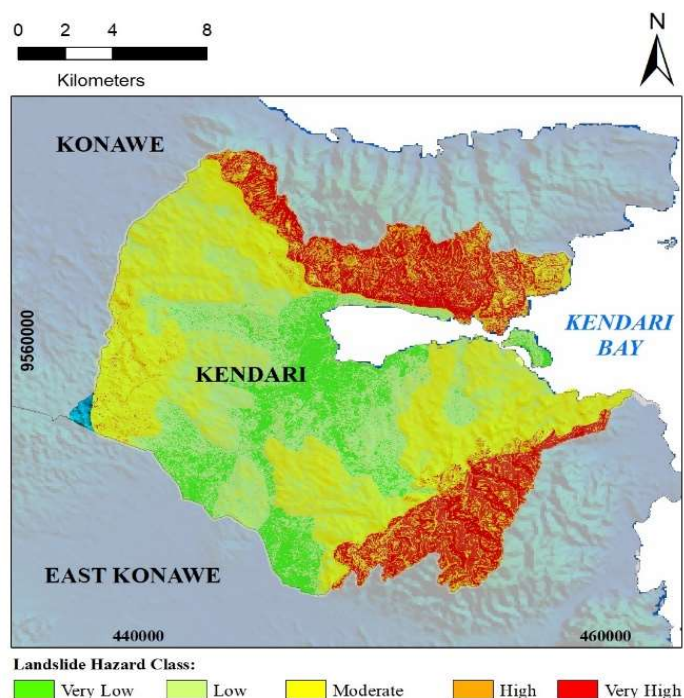 0 2 4 8
Kilometers
N
KONAWE
KENDARI
KENDARI
BAY
9560000
EAST KONAWE
440000 460000
Landslide Hazard Class:
Very Low Low Moderate High Very High